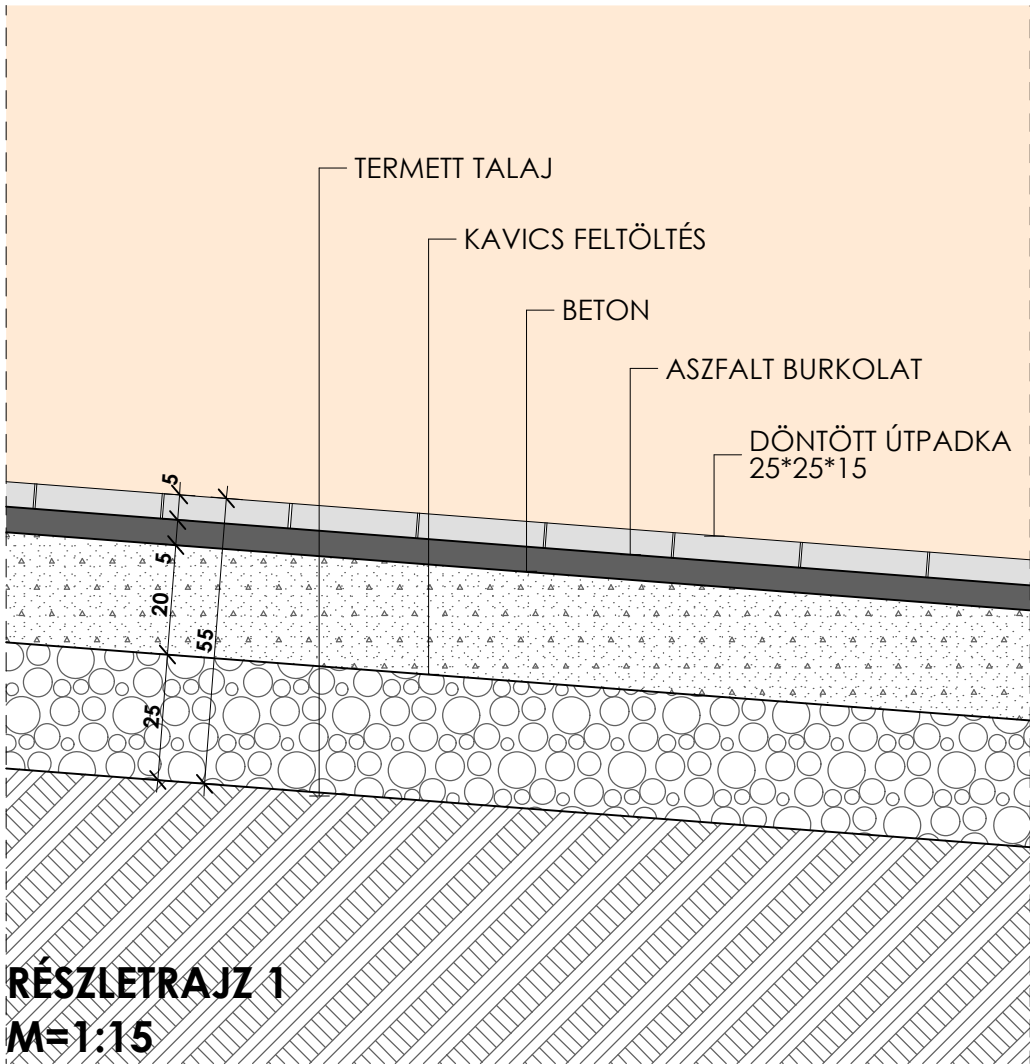 TERMETT TALAJ
KAVICS FELTÖLTÉS
BETON
ASZFALT BURKOLAT
DÖNTÖTT ÚTPADKA
25*25*15
5
5
20
55
25
RÉSZLETRAJZ 1
M=1:15